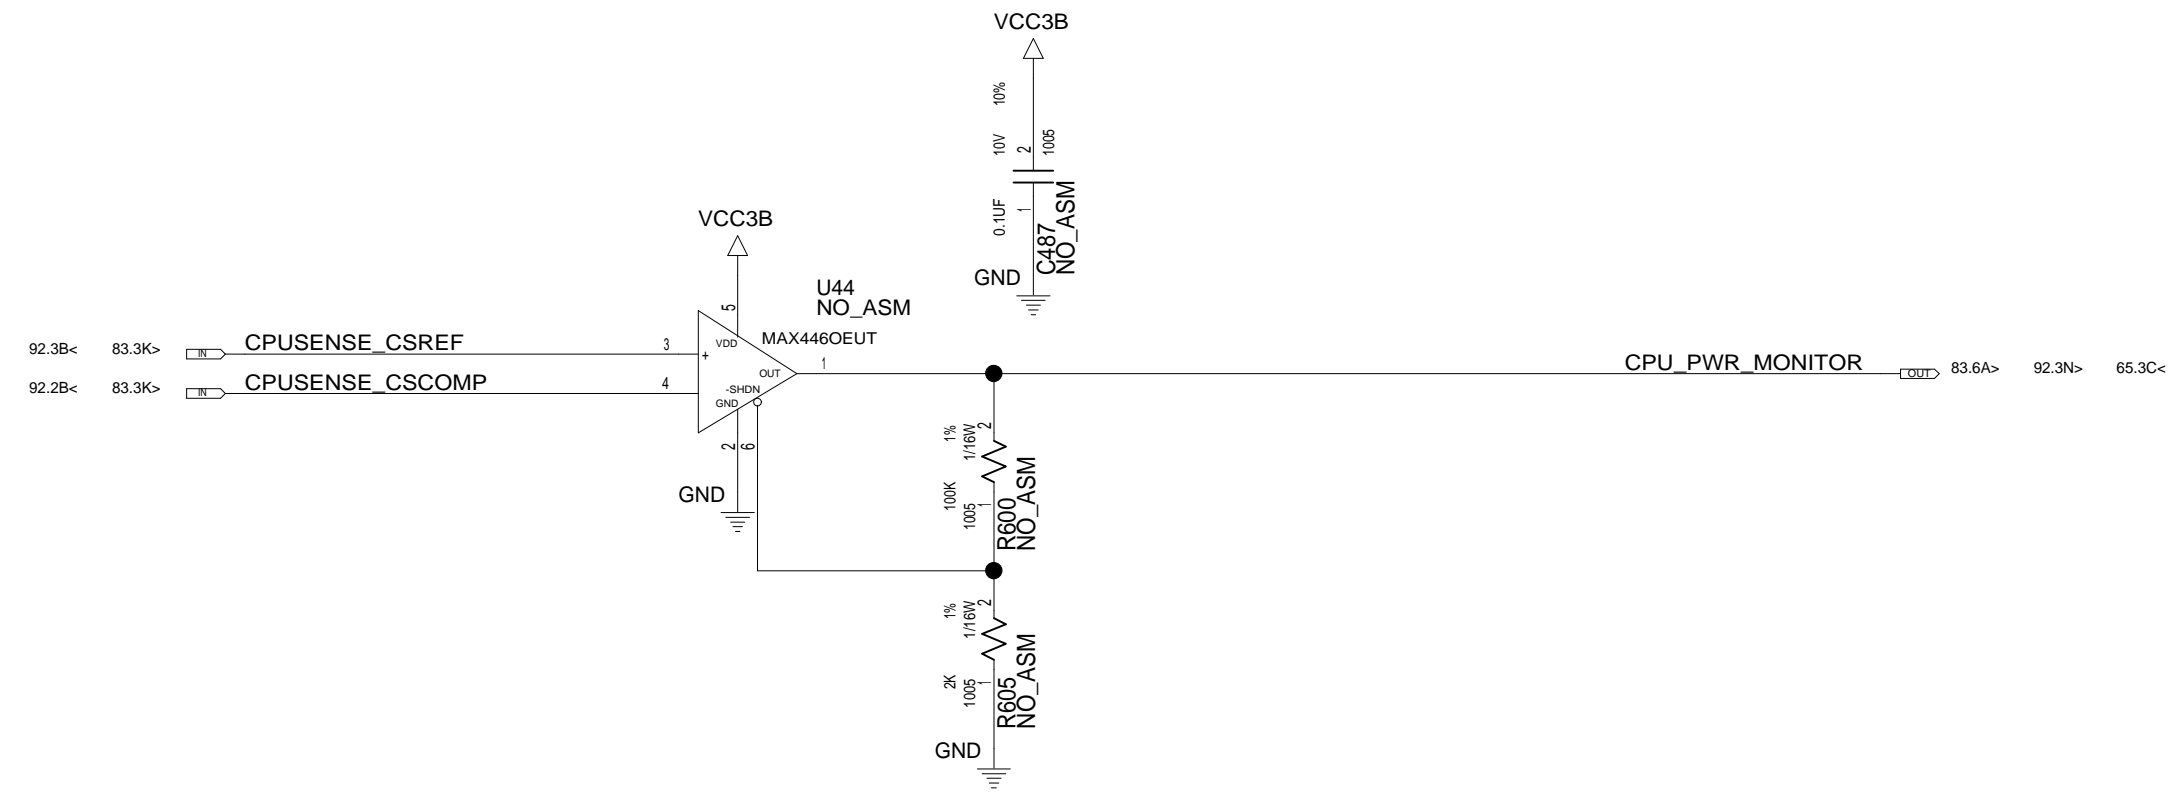 VCC3B
10%
10V
2
1005
0.1UF
1
C487
NO_ASM
GND
VCC3B
5
U44
NO_ASM
MAX446OEUT
VDD
92.3B< 83.3K> IN CPUSENSE_CSREF 3 +
OUT 1
CPU_PWR_MONITOR OUT 83.6A> 92.3N> 65.3C<
92.2B< 83.3K> IN CPUSENSE_CSCOMP 4
-SHDN
GND
2 6
GND
1%
1/16W
2
100K
1005
1
R600
NO_ASM
1%
1/16W
2
2K
1005
1
R605
NO_ASM
GND